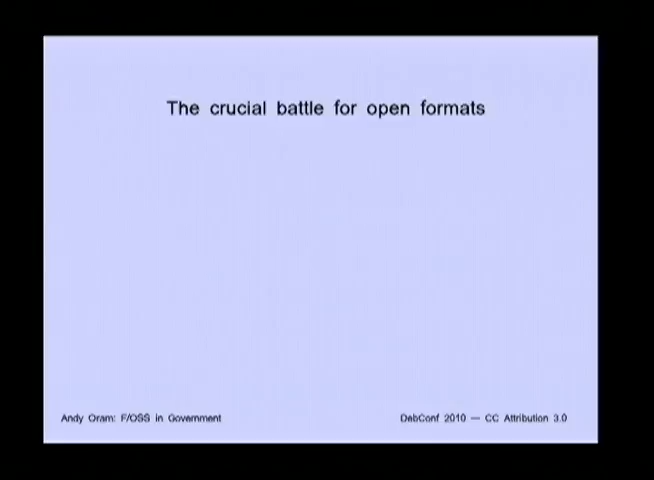 The crucial battle for open formats
Andy Oram: F/OSS in Government
DebConf 2010 — CC Attribution 3.0